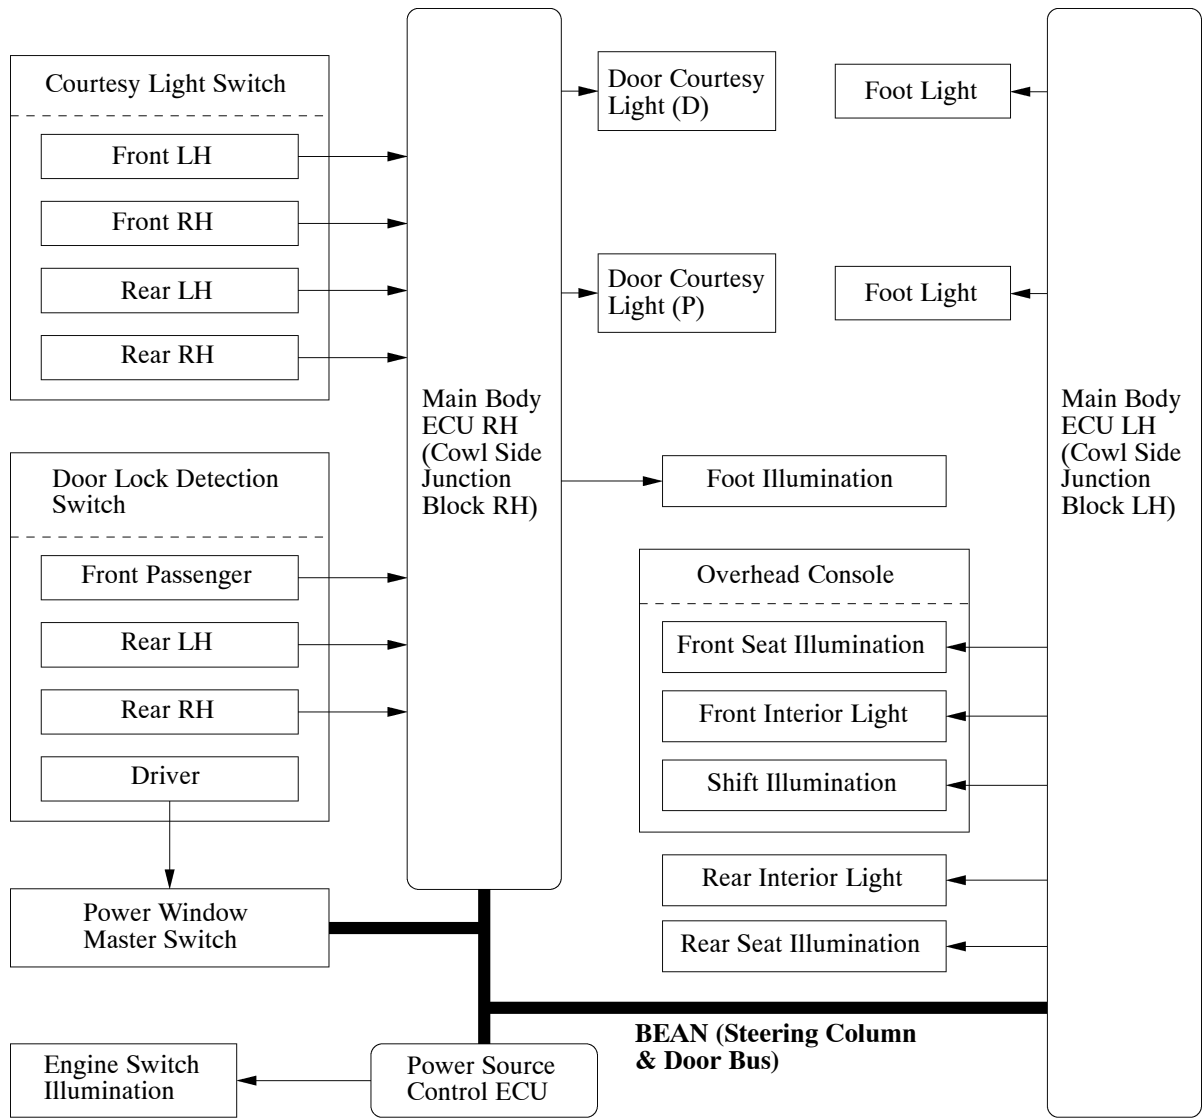 Courtesy Light Switch
Front LH
Front RH
Rear LH
Rear RH
Door Lock Detection
Switch
Front Passenger
Rear LH
Rear RH
Driver
Power Window
Master Switch
Engine Switch
Illumination
Main Body
ECU RH
(Cowl Side
Junction
Block RH)
Power Source
Control ECU
Door Courtesy
Light (D)
Door Courtesy
Light (P)
Foot Light
Foot Light
Foot Illumination
Overhead Console
Front Seat Illumination
Front Interior Light
Shift Illumination
Rear Interior Light
Rear Seat Illumination
BEAN (Steering Column
& Door Bus)
Main Body
ECU LH
(Cowl Side
Junction
Block LH)